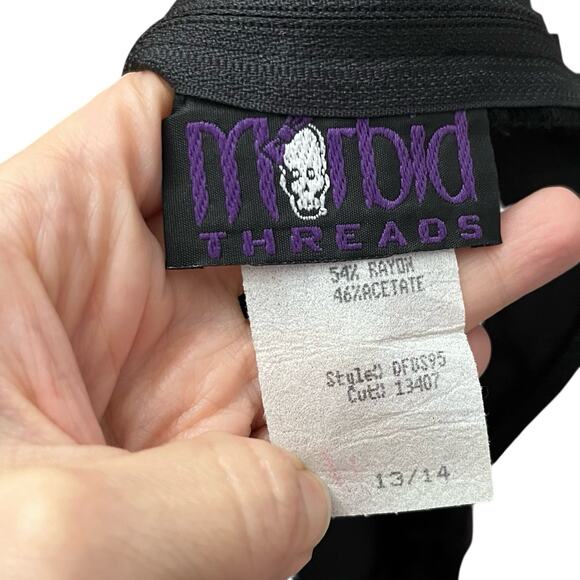 Morbid
THREADS
54% RAYON
46%ACETATE
Style# DFDS95
Cut# 13407
13/14